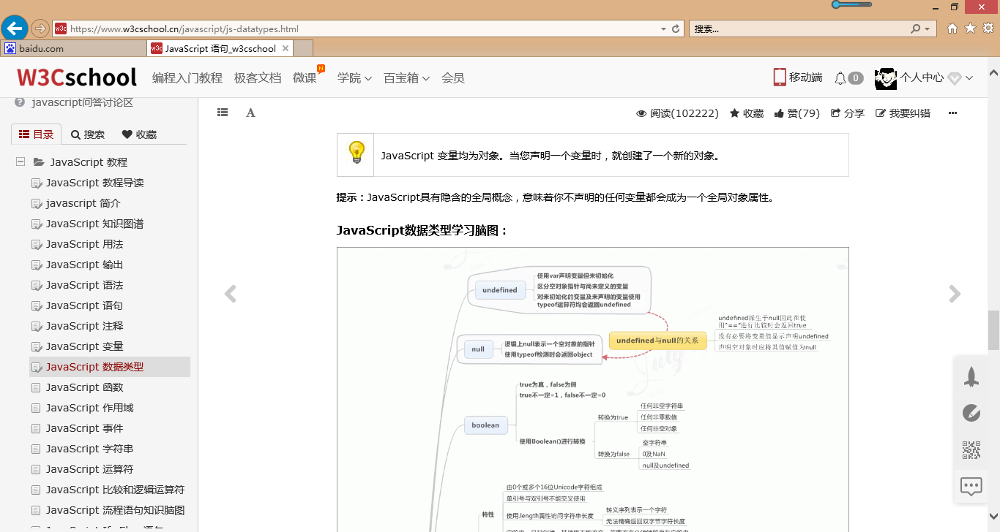 https://www.w3cschool.cn/javascript/js-datatypes.html
搜索...
baidu.com
JavaScript 语句_w3cschool
W3Cschool
编程入门教程
极客文档
微课
N
学院
百宝箱
会员
移动端
0
个人中心
javascript问答讨论区
目录
搜索
收藏
JavaScript 教程
JavaScript 教程导读
javascript 简介
JavaScript 知识图谱
JavaScript 用法
JavaScript 输出
JavaScript 语法
JavaScript 语句
JavaScript 注释
JavaScript 变量
JavaScript 数据类型
JavaScript 函数
JavaScript 作用域
JavaScript 事件
JavaScript 字符串
JavaScript 运算符
JavaScript 比较和逻辑运算符
JavaScript 流程语句知识脑图
A
阅读(102222)
收藏
赞(79)
分享
我要纠错
JavaScript 变量均为对象。当您声明一个变量时，就创建了一个新的对象。
提示：JavaScript具有隐含的全局概念，意味着你不声明的任何变量都会成为一个全局对象属性。
JavaScript数据类型学习脑图：
undefined
使用var声明变量但未初始化
区分空对象指针与尚未定义的变量
对未初始化的变量及未声明的变量使用
typeof运算符均会返回undefined
undefined与null的关系
undefined派生于null因此在使
用"=="进行比较时会返回true
没有必要将变量值显示声明undefined
声明空对象时应将其值赋值为null
null
逻辑上null表示一个空对象的指针
使用typeof检测时会返回object
boolean
true为真，false为假
true不一定=1，false不一定=0
使用Boolean()进行转换
转换为true
任何非空字符串
任何非零数值
任何非空对象
转换为false
空字符串
0及NaN
null及undefined
特性
由0个或多个16位Unicode字符组成
单引号与双引号不能交叉使用
使用.length属性访问字符串长度
转义序列表示一个字符
无法精确返回双字节字符长度